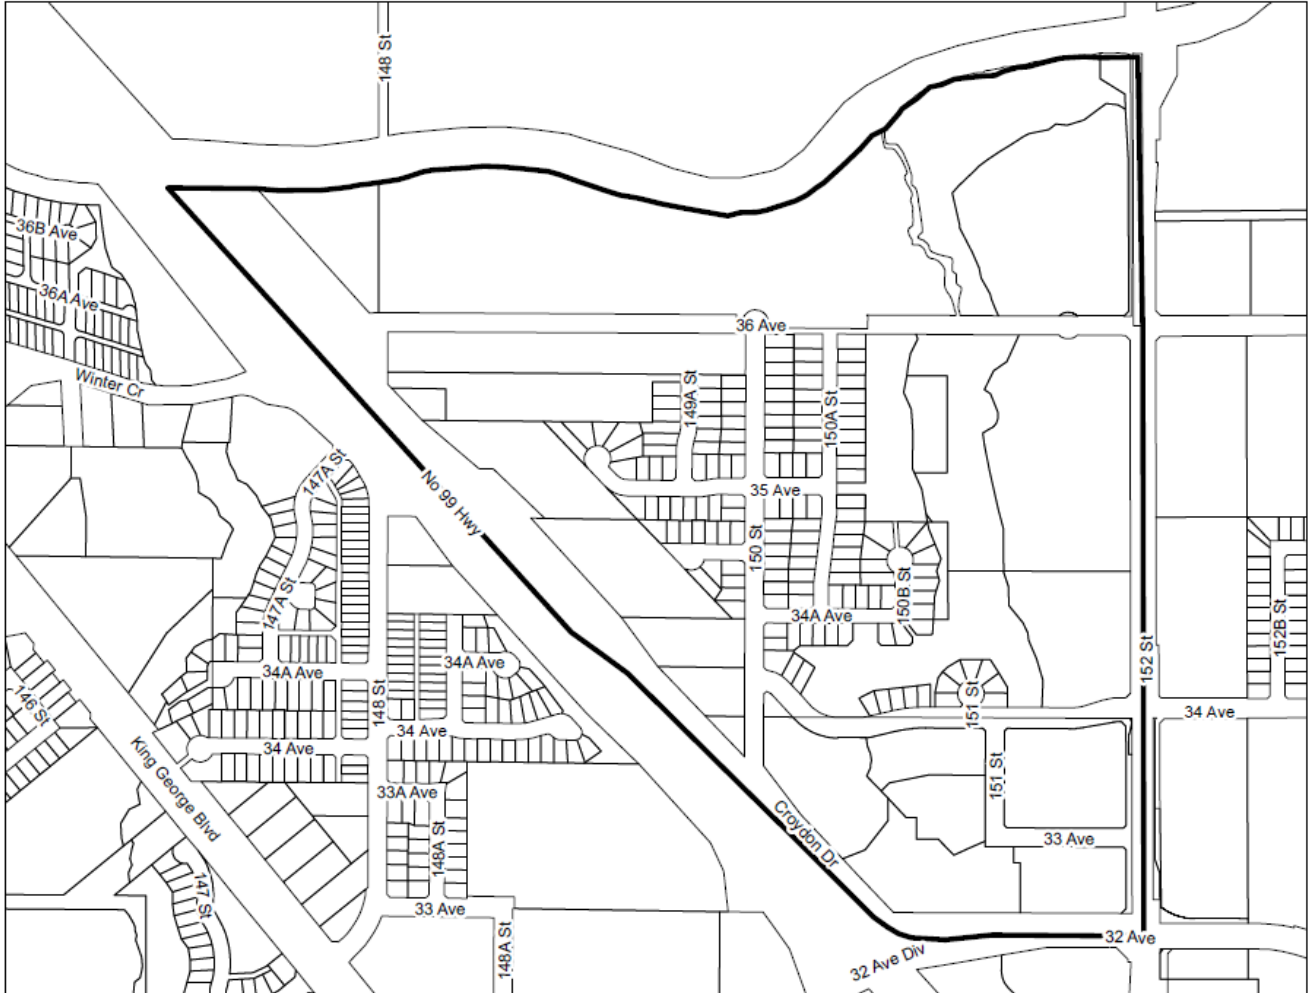 148 St
36B Ave
36A Ave
36 Ave
Winter Cr
149A St
150A St
147A St
No 99 Hwy
35 Ave
150 St
147A St
150B St
34A Ave
152B St
152 St
34A Ave
34A Ave
146 St
148 St
151 St
34 Ave
34 Ave
34 Ave
King George Blvd
151 St
33A Ave
Croydon Dr
148A St
33 Ave
147 St
33 Ave
32 Ave
148A St
32 Ave Div